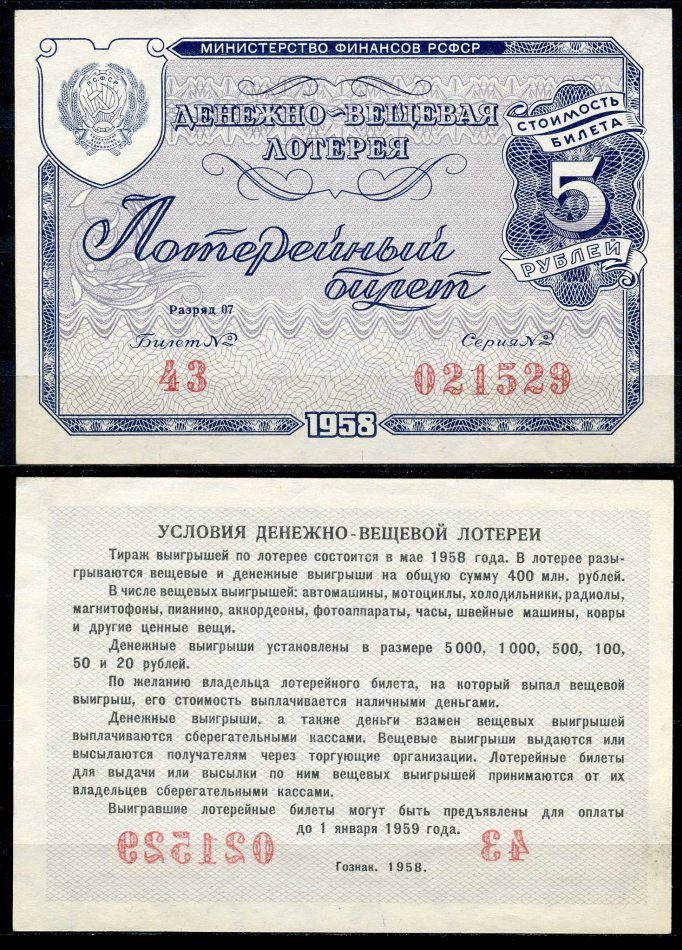 МИНИСТЕРСТВО ФИНАНСОВ РСФСР
ДЕНЕЖНО-ВЕЩЕВАЯ
ЛОТЕРЕЯ
СТОИМОСТЬ
БИЛЕТА
5
РУБЛЕЙ
Лотерейный
билет
Разряд 07
Билет № Серия №
43 021529
1958
УСЛОВИЯ ДЕНЕЖНО-ВЕЩЕВОЙ ЛОТЕРЕИ
Тираж выигрышей по лотерее состоится в мае 1958 года. В лотерее разы-
грываются вещевые и денежные выигрыши на общую сумму 400 млн. рублей.
В числе вещевых выигрышей: автомашины, мотоциклы, холодильники, радиолы,
магнитофоны, пианино, аккордеоны, фотоаппараты, часы, швейные машины, ковры
и другие ценные вещи.
Денежные выигрыши установлены в размере 5 000, 1 000, 500, 100,
50 и 20 рублей.
По желанию владельца лотерейного билета, на который выпал вещевой
выигрыш, его стоимость выплачивается наличными деньгами.
Денежные выигрыши, а также деньги взамен вещевых выигрышей
выплачиваются сберегательными кассами. Вещевые выигрыши выдаются или
высылаются получателям через торгующие организации. Лотерейные билеты
для выдачи или высылки по ним вещевых выигрышей принимаются от их
владельцев сберегательными кассами.
Выигравшие лотерейные билеты могут быть предъявлены для оплаты
до 1 января 1959 года.
021529 43
Гознак. 1958.